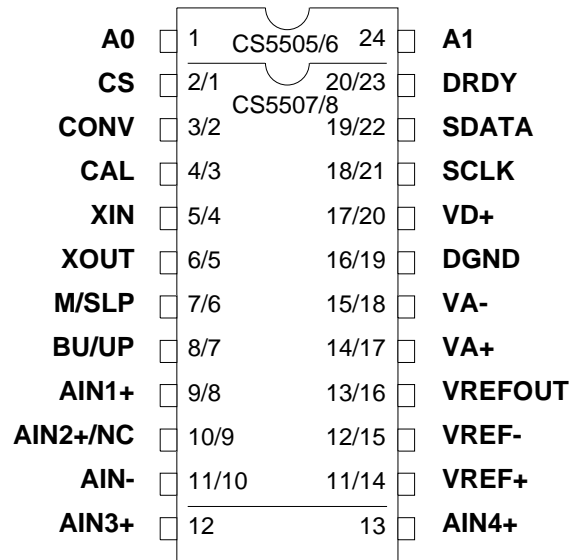 A0 1 CS5505/6 24 A1
CS 2/1 20/23 DRDY
CS5507/8
CONV 3/2 19/22 SDATA
CAL 4/3 18/21 SCLK
XIN 5/4 17/20 VD+
XOUT 6/5 16/19 DGND
M/SLP 7/6 15/18 VA-
BU/UP 8/7 14/17 VA+
AIN1+ 9/8 13/16 VREFOUT
AIN2+/NC 10/9 12/15 VREF-
AIN- 11/10 11/14 VREF+
AIN3+ 12 13 AIN4+